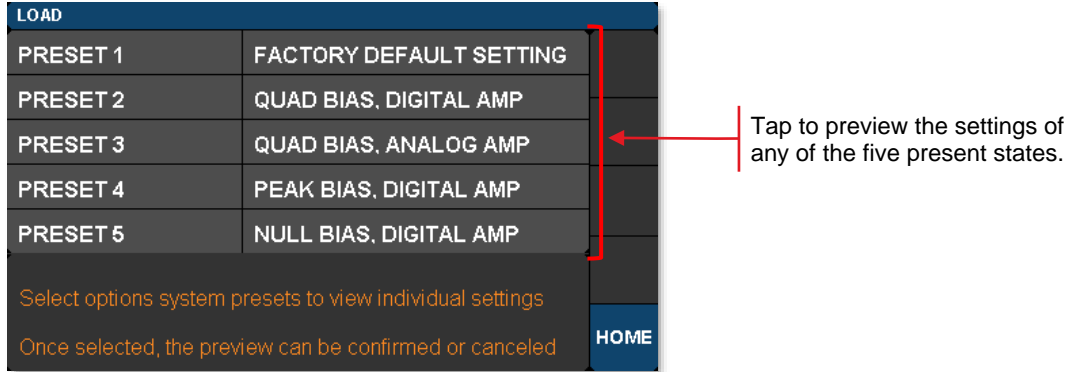 LOAD
PRESET 1 FACTORY DEFAULT SETTING
PRESET 2 QUAD BIAS, DIGITAL AMP
PRESET 3 QUAD BIAS, ANALOG AMP
PRESET 4 PEAK BIAS, DIGITAL AMP
PRESET 5 NULL BIAS, DIGITAL AMP
Select options system presets to view individual settings
Once selected, the preview can be confirmed or canceled
HOME
Tap to preview the settings of
any of the five present states.